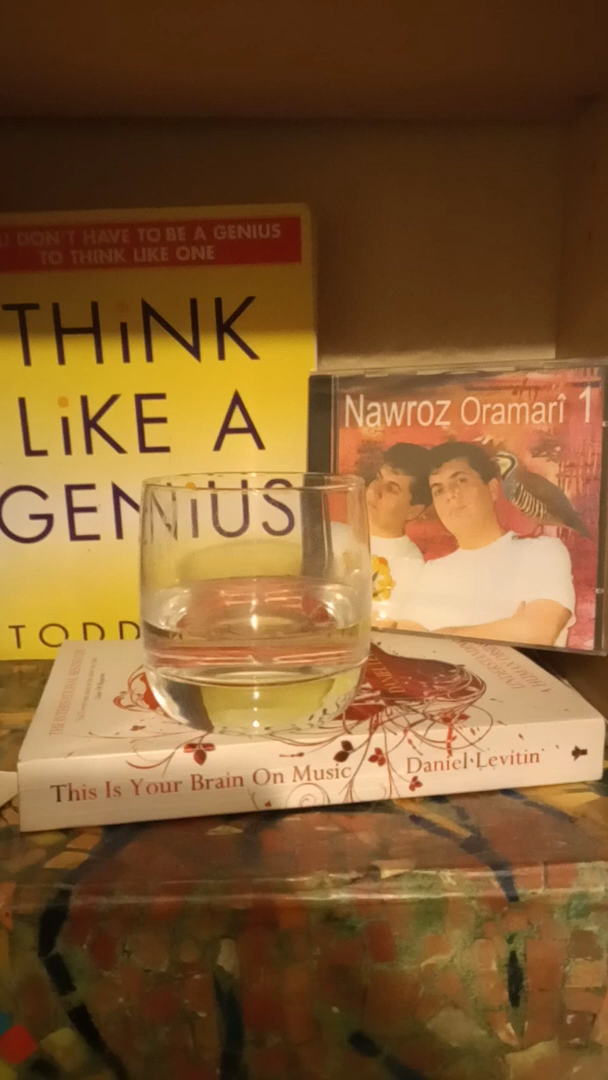 DON'T HAVE TO BE A GENIUS
TO THINK LIKE ONE
THiNK
LiKE A
GENiUS
TODD
Nawroz Oramarî 1
This Is Your Brain On Music
Daniel Levitin